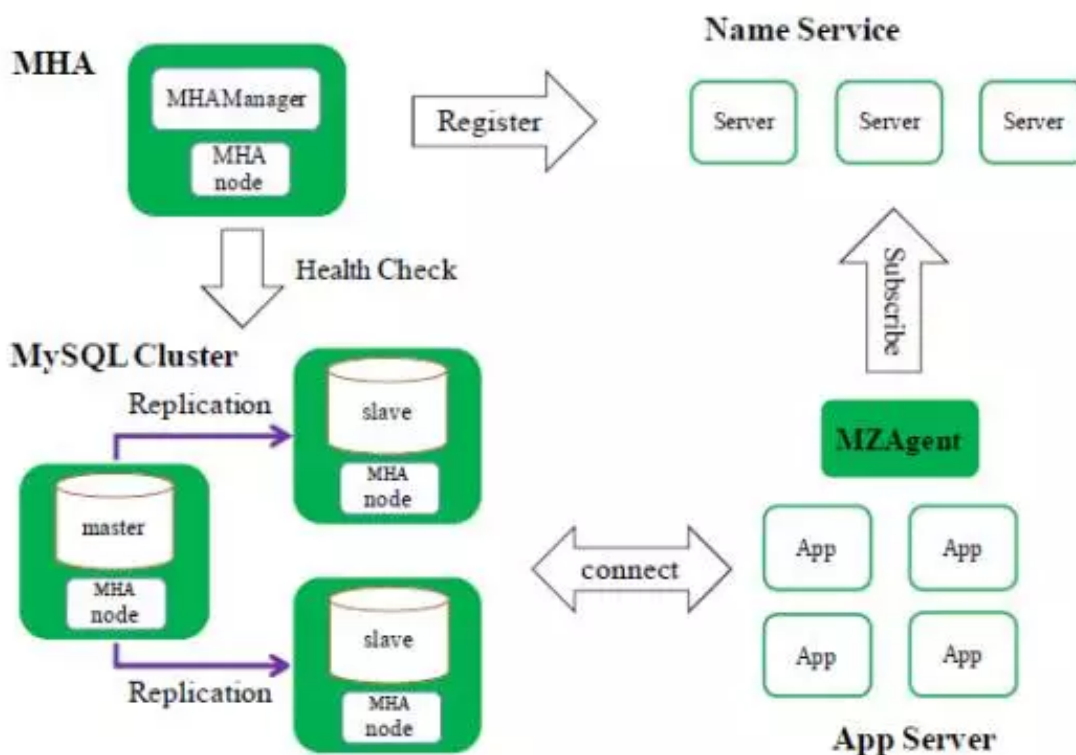 Name Service
MHA
MHAManager
MHA
node
Register
Server
Server
Server
Health Check
Subscribe
MySQL Cluster
Replication
slave
MHA
node
MZAgent
master
MHA
node
connect
App
App
App
App
slave
MHA
node
Replication
App Server